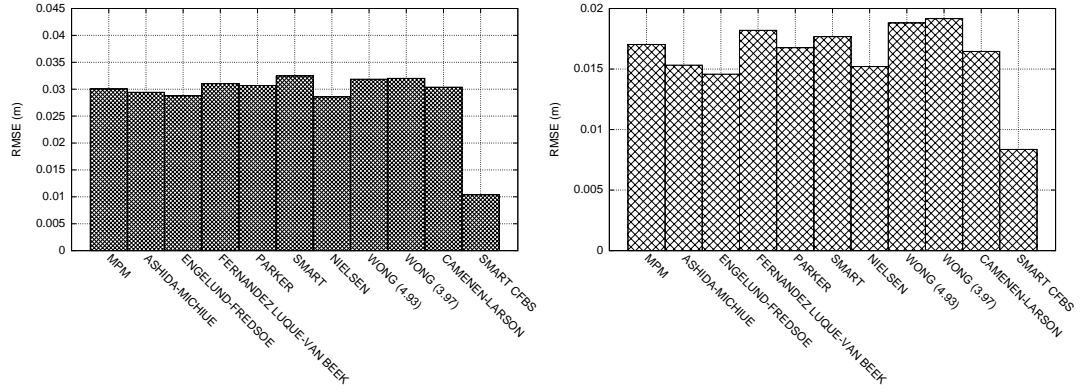 0.045
0.04
0.035
0.03
0.025
0.02
0.015
0.01
0.005
0
RMSE (m)
MPM
ASHIDA-MICHIUE
ENGELUND-FREDSOE
FERNANDEZ LUQUE-VAN BEEK
PARKER
SMART
NIELSEN
WONG (4.93)
WONG (3.97)
CAMENEN-LARSON
SMART CFBS
0.02
0.015
0.01
0.005
0
RMSE (m)
MPM
ASHIDA-MICHIUE
ENGELUND-FREDSOE
FERNANDEZ LUQUE-VAN BEEK
PARKER
SMART
NIELSEN
WONG (4.93)
WONG (3.97)
CAMENEN-LARSON
SMART CFBS